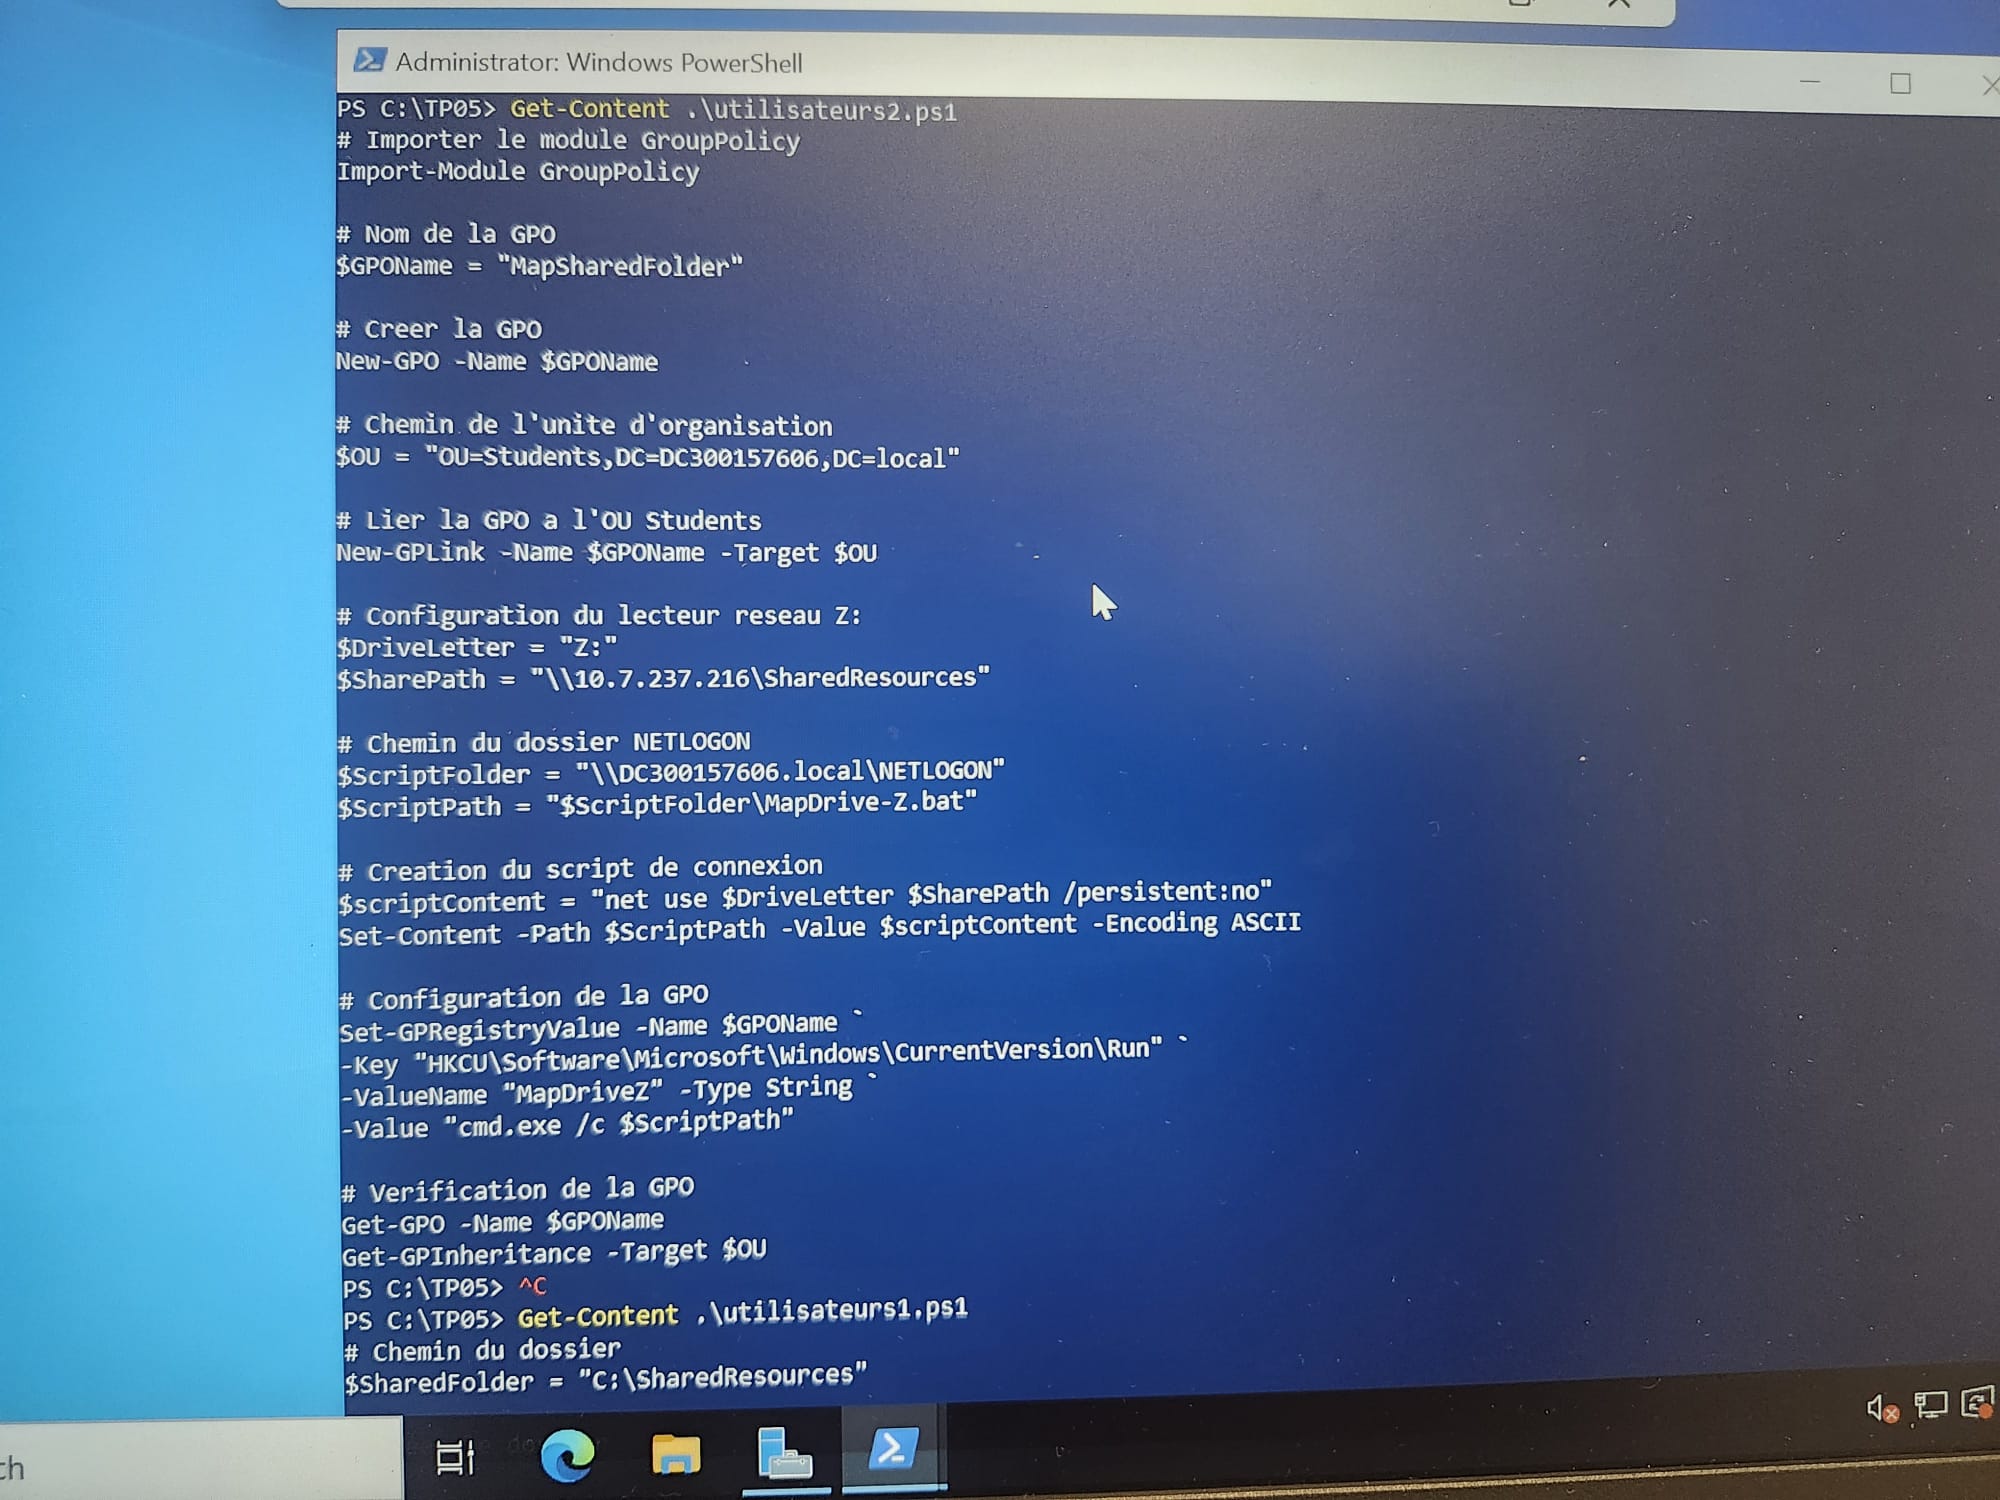 Administrator: Windows PowerShell
PS C:\TP05> Get-Content .\utilisateurs2.ps1
# Importer le module GroupPolicy
Import-Module GroupPolicy
# Nom de la GPO
$GPOName = "MapSharedFolder"
# Creer la GPO
New-GPO -Name $GPOName
# Chemin de l'unite d'organisation
$OU = "OU=Students,DC=DC300157606,DC=local"
# Lier la GPO a l'OU Students
New-GPLink -Name $GPOName -Target $OU
# Configuration du lecteur reseau Z:
$DriveLetter = "Z:"
$SharePath = "\\10.7.237.216\SharedResources"
# Chemin du dossier NETLOGON
$ScriptFolder = "\\DC300157606.local\NETLOGON"
$ScriptPath = "$ScriptFolder\MapDrive-Z.bat"
# Creation du script de connexion
$scriptContent = "net use $DriveLetter $SharePath /persistent:no"
Set-Content -Path $ScriptPath -Value $scriptContent -Encoding ASCII
# Configuration de la GPO
Set-GPRegistryValue -Name $GPOName `
-Key "HKCU\Software\Microsoft\Windows\CurrentVersion\Run" `
-ValueName "MapDriveZ" -Type String `
-Value "cmd.exe /c $ScriptPath"
# Verification de la GPO
Get-GPO -Name $GPOName
Get-GPInheritance -Target $OU
PS C:\TP05> ^C
PS C:\TP05> Get-Content .\utilisateurs1.ps1
# Chemin du dossier
$SharedFolder = "C:\SharedResources"